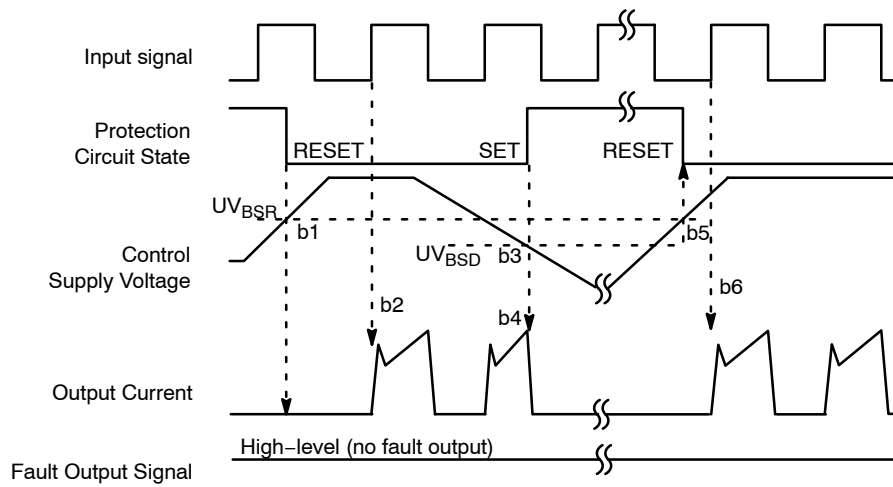 Input signal
Protection
Circuit State
RESET
SET
RESET
UVBSR
b1
UVBSD
b3
b5
Control
Supply Voltage
b2
b4
b6
Output Current
High−level (no fault output)
Fault Output Signal